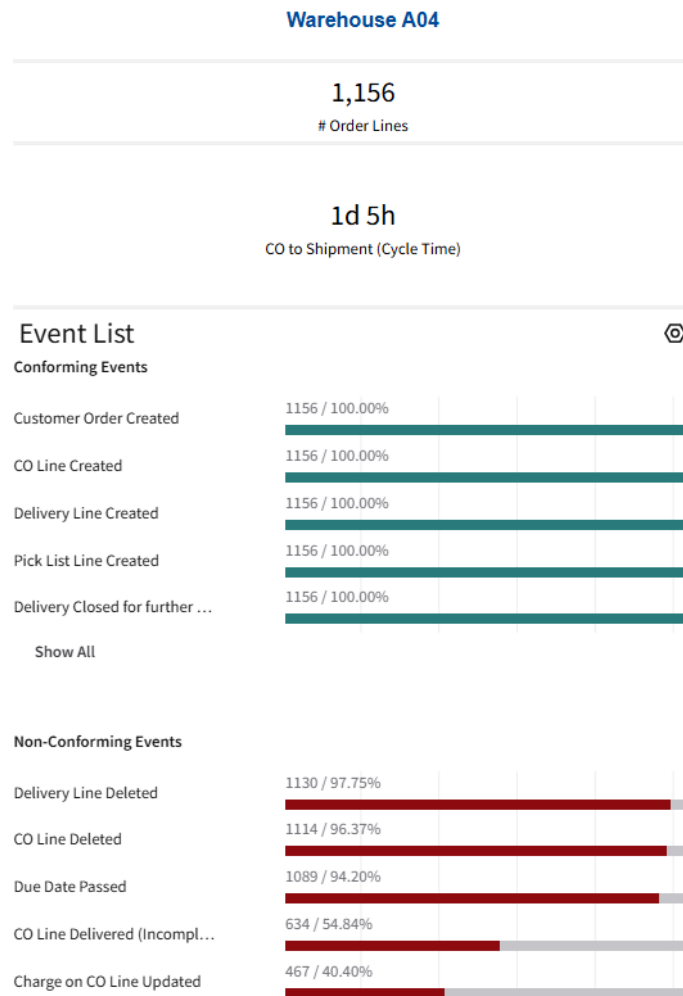 Warehouse A04
1,156
# Order Lines
1d 5h
CO to Shipment (Cycle Time)
Event List
Conforming Events
Customer Order Created
1156 / 100.00%
CO Line Created
1156 / 100.00%
Delivery Line Created
1156 / 100.00%
Pick List Line Created
1156 / 100.00%
Delivery Closed for further ...
1156 / 100.00%
Show All
Non-Conforming Events
Delivery Line Deleted
1130 / 97.75%
CO Line Deleted
1114 / 96.37%
Due Date Passed
1089 / 94.20%
CO Line Delivered (Incompl...
634 / 54.84%
Charge on CO Line Updated
467 / 40.40%